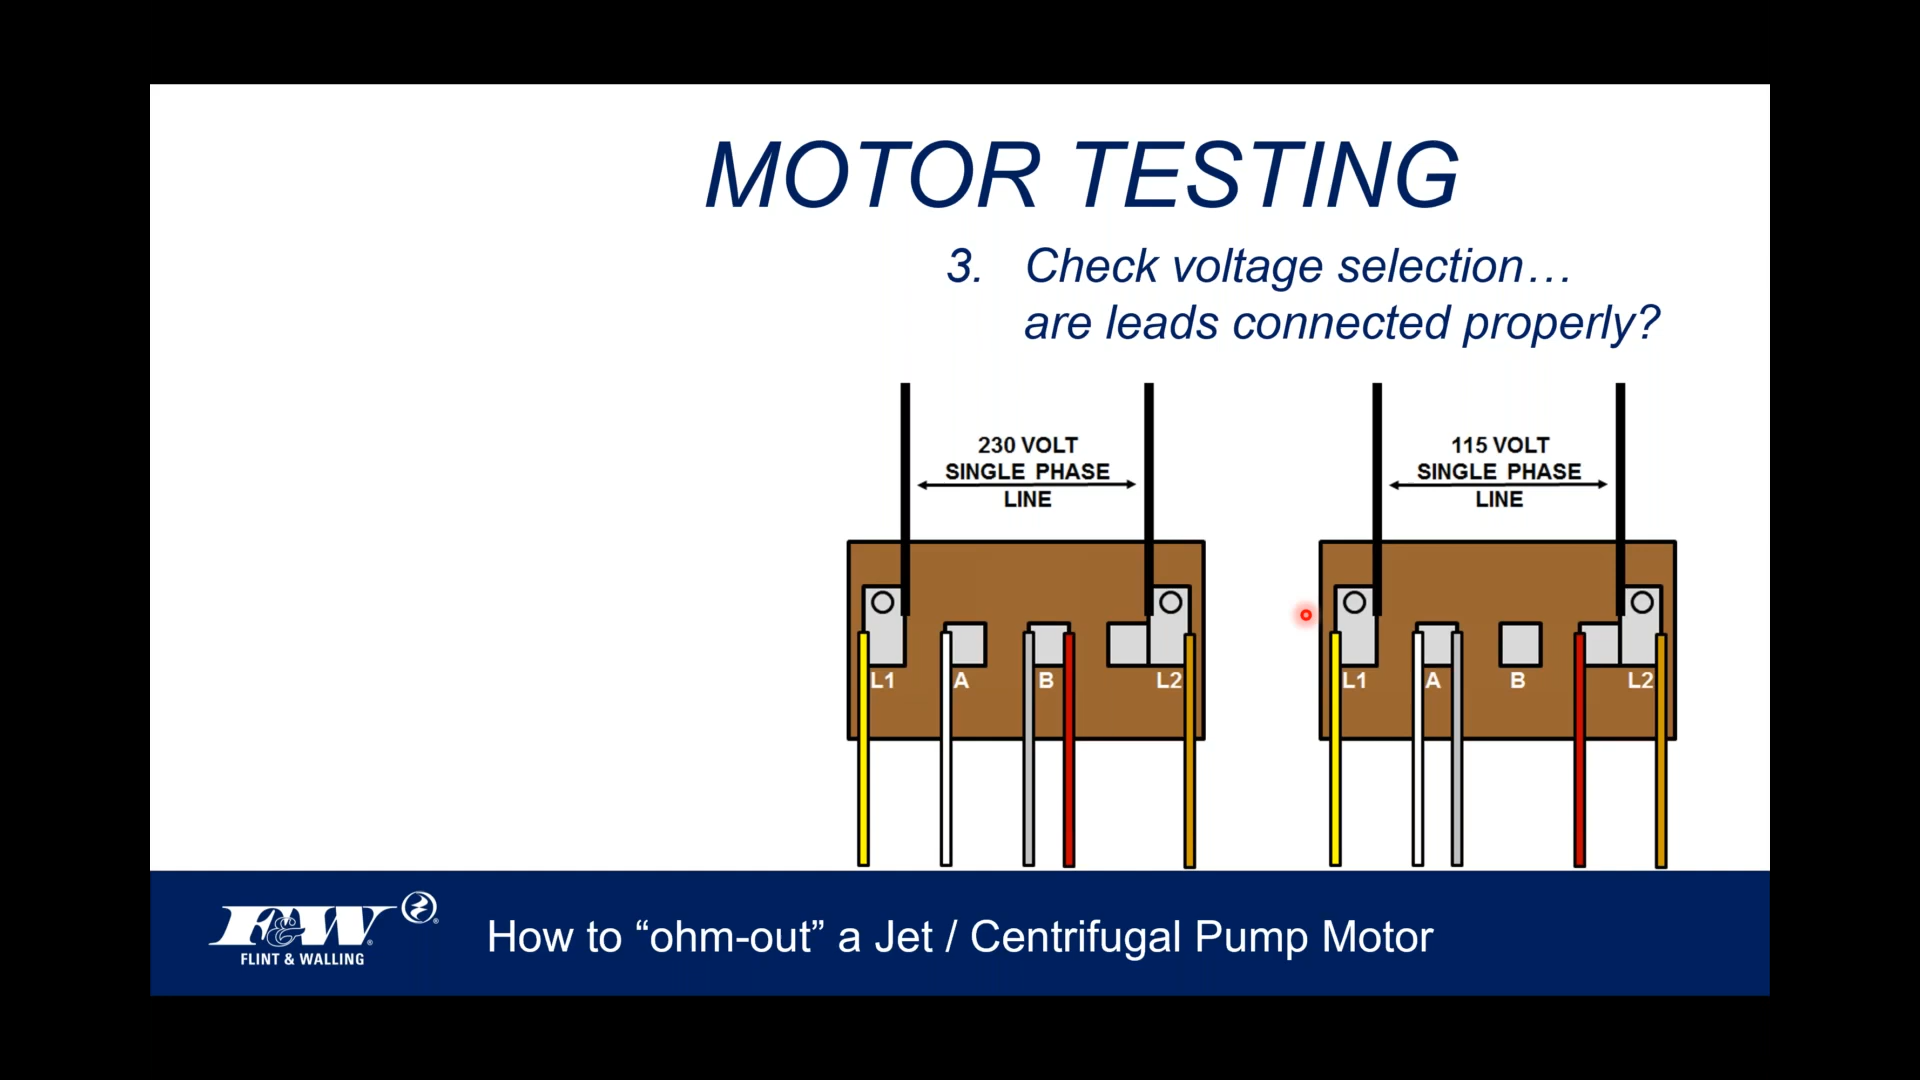 MOTOR TESTING
3. Check voltage selection…
are leads connected properly?
230 VOLT
SINGLE PHASE
LINE
L1 A B L2
115 VOLT
SINGLE PHASE
LINE
L1 A B L2
F&W®
FLINT & WALLING
How to “ohm-out” a Jet / Centrifugal Pump Motor